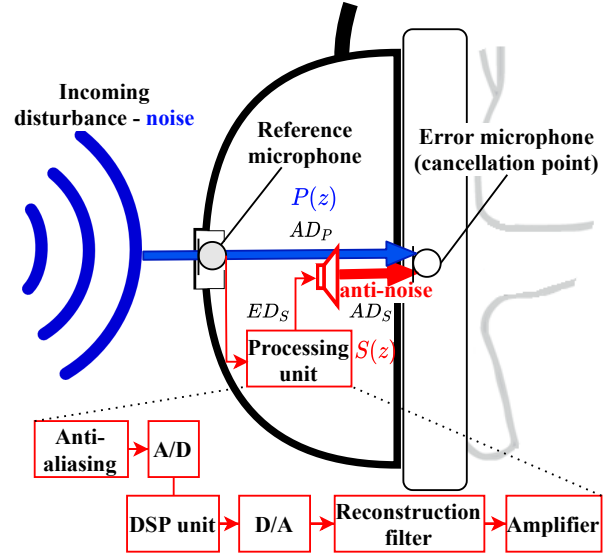 Incoming
disturbance - noise
Reference
microphone
Error microphone
(cancellation point)
P(z)
AD_P
anti-noise
ED_S
AD_S
Processing
unit
S(z)
Anti-
aliasing
A/D
DSP unit
D/A
Reconstruction
filter
Amplifier